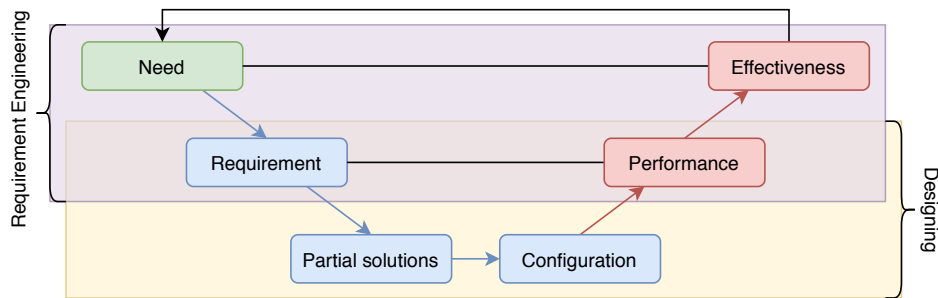 Requirement Engineering
Need
Effectiveness
Requirement
Performance
Partial solutions
Configuration
Designing